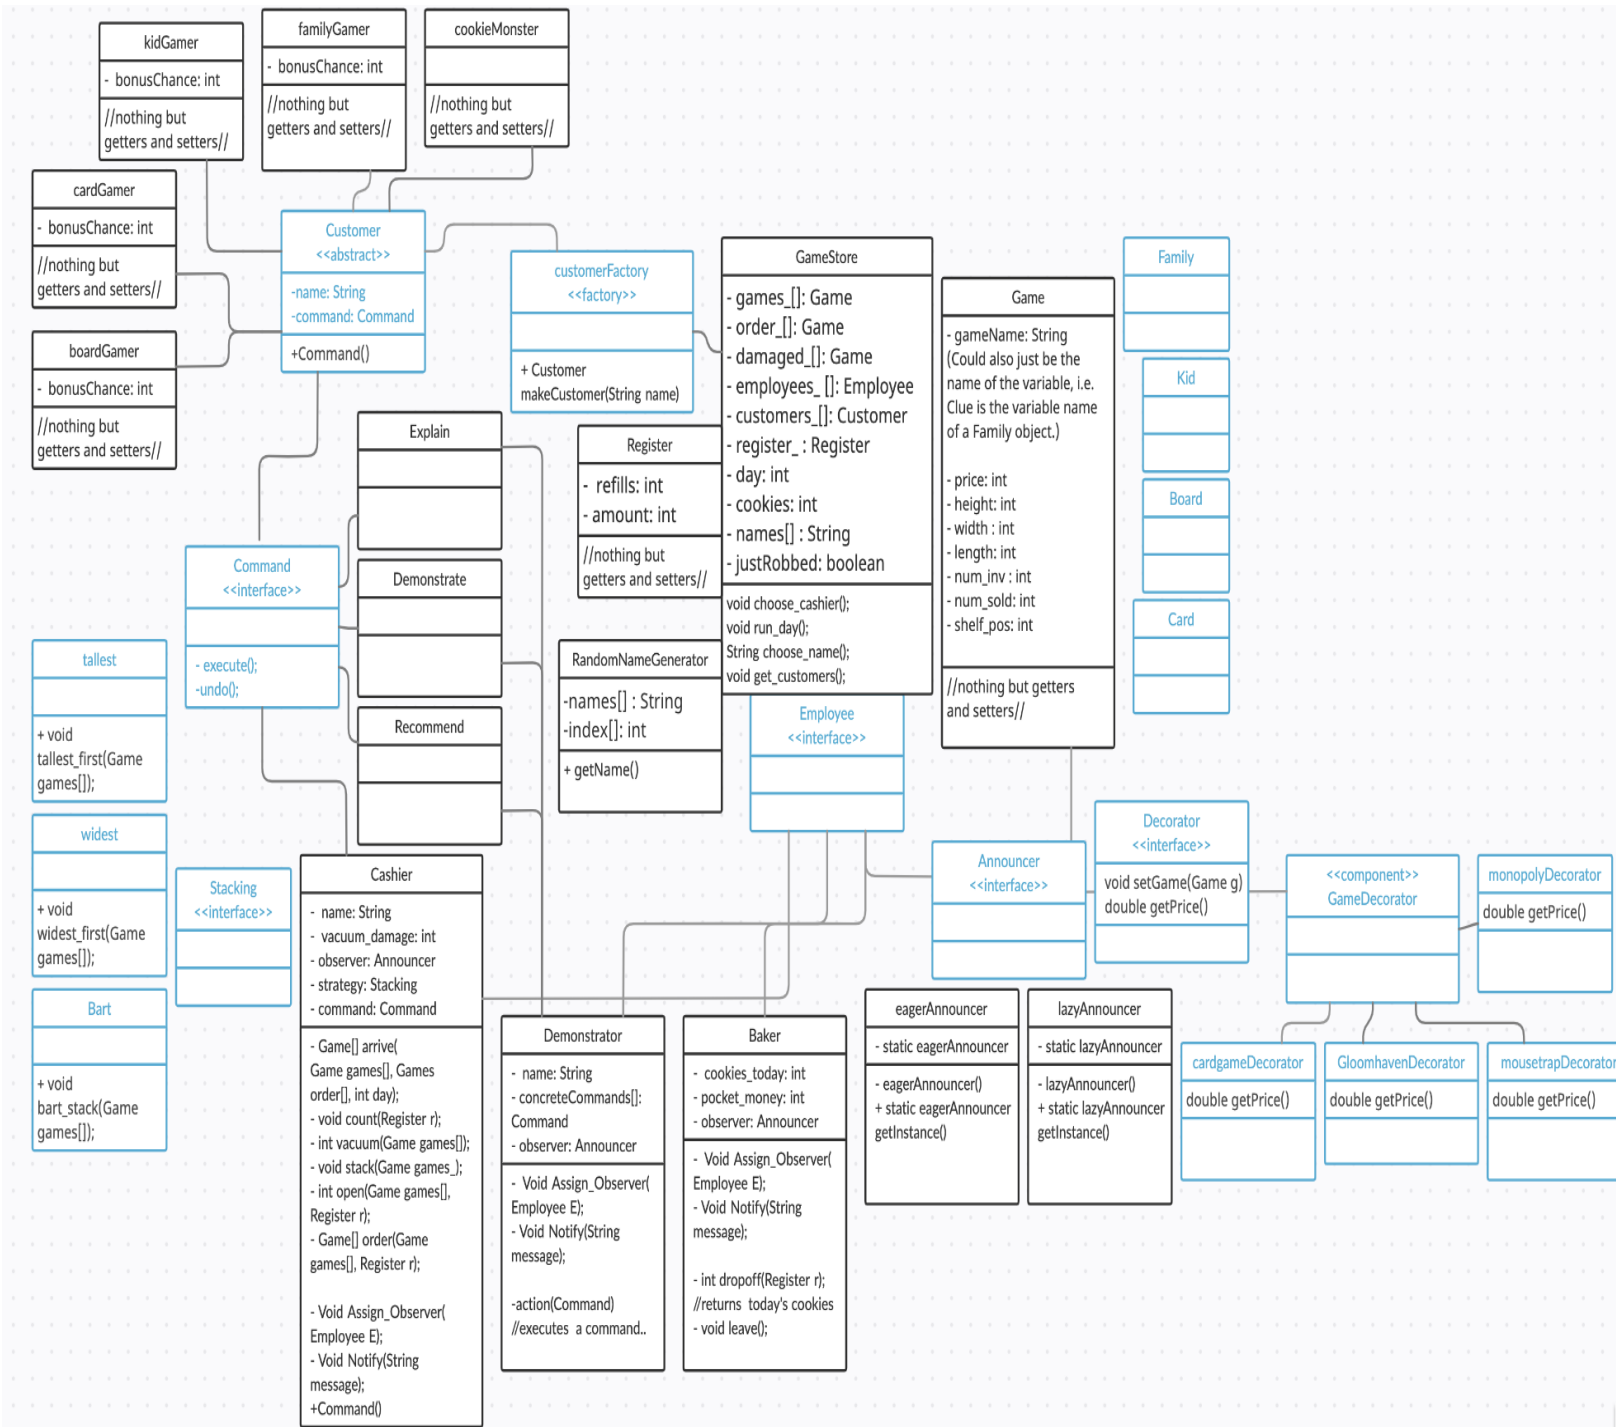 kidGamer
- bonusChance: int
//nothing but
getters and setters//
familyGamer
- bonusChance: int
//nothing but
getters and setters//
cookieMonster
//nothing but
getters and setters//
cardGamer
- bonusChance: int
//nothing but
getters and setters//
boardGamer
- bonusChance: int
//nothing but
getters and setters//
Customer
<<abstract>>
-name: String
-command: Command
+Command()
customerFactory
<<factory>>
+ Customer
makeCustomer(String name)
GameStore
- games_[]: Game
- order_[]: Game
- damaged_[]: Game
- employees_ []: Employee
- customers_[]: Customer
- register_ : Register
- day: int
- cookies: int
- names[] : String
- justRobbed: boolean
void choose_cashier();
void run_day();
String choose_name();
void get_customers();
Game
- gameName: String
(Could also just be the
name of the variable, i.e.
Clue is the variable name
of a Family object.)
- price: int
- height: int
- width : int
- length: int
- num_inv : int
- num_sold: int
- shelf_pos: int
//nothing but getters
and setters//
Family
Kid
Board
Card
Explain
Demonstrate
Recommend
Register
- refills: int
- amount: int
//nothing but
getters and setters//
RandomNameGenerator
-names[] : String
-index[]: int
+ getName()
Command
<<interface>>
- execute();
-undo();
tallest
+ void
tallest_first(Game
games[]);
widest
+ void
widest_first(Game
games[]);
Bart
+ void
bart_stack(Game
games[]);
Stacking
<<interface>>
Employee
<<interface>>
Announcer
<<interface>>
Decorator
<<interface>>
void setGame(Game g)
double getPrice()
<<component>>
GameDecorator
monopolyDecorator
double getPrice()
Cashier
- name: String
- vacuum_damage: int
- observer: Announcer
- strategy: Stacking
- command: Command
- Game[] arrive(
Game games[], Games
order[], int day);
- void count(Register r);
- int vacuum(Game games[]);
- void stack(Game games_);
- int open(Game games[],
Register r);
- Game[] order(Game
games[], Register r);
- Void Assign_Observer(
Employee E);
- Void Notify(String
message);
+Command()
Demonstrator
- name: String
- concreteCommands[]:
Command
- observer: Announcer
- Void Assign_Observer(
Employee E);
- Void Notify(String
message);
-action(Command)
//executes a command..
Baker
- cookies_today: int
- pocket_money: int
- observer: Announcer
- Void Assign_Observer(
Employee E);
- Void Notify(String
message);
- int dropoff(Register r);
//returns today's cookies
- void leave();
eagerAnnouncer
- static eagerAnnouncer
- eagerAnnouncer()
+ static eagerAnnouncer
getInstance()
lazyAnnouncer
- static lazyAnnouncer
- lazyAnnouncer()
+ static lazyAnnouncer
getInstance()
cardgameDecorator
double getPrice()
GloomhavenDecorator
double getPrice()
mousetrapDecorator
double getPrice()